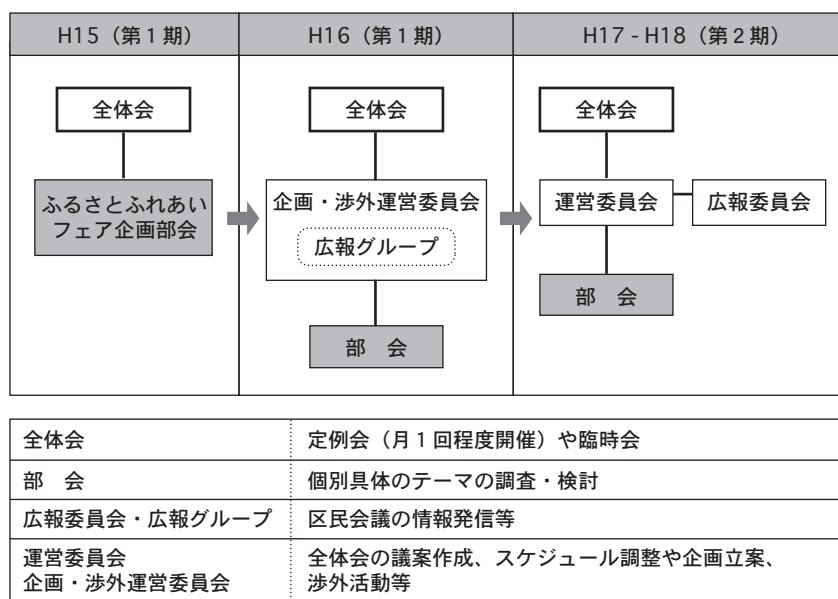 H15（第1期）
H16（第1期）
H17 - H18（第2期）
全体会
ふるさとふれあい
フェア企画部会
全体会
企画・渉外運営委員会
広報グループ
部　会
全体会
運営委員会
広報委員会
部　会
全体会
定例会（月1回程度開催）や臨時会
部　会
個別具体のテーマの調査・検討
広報委員会・広報グループ
区民会議の情報発信等
運営委員会
企画・渉外運営委員会
全体会の議案作成、スケジュール調整や企画立案、
渉外活動等